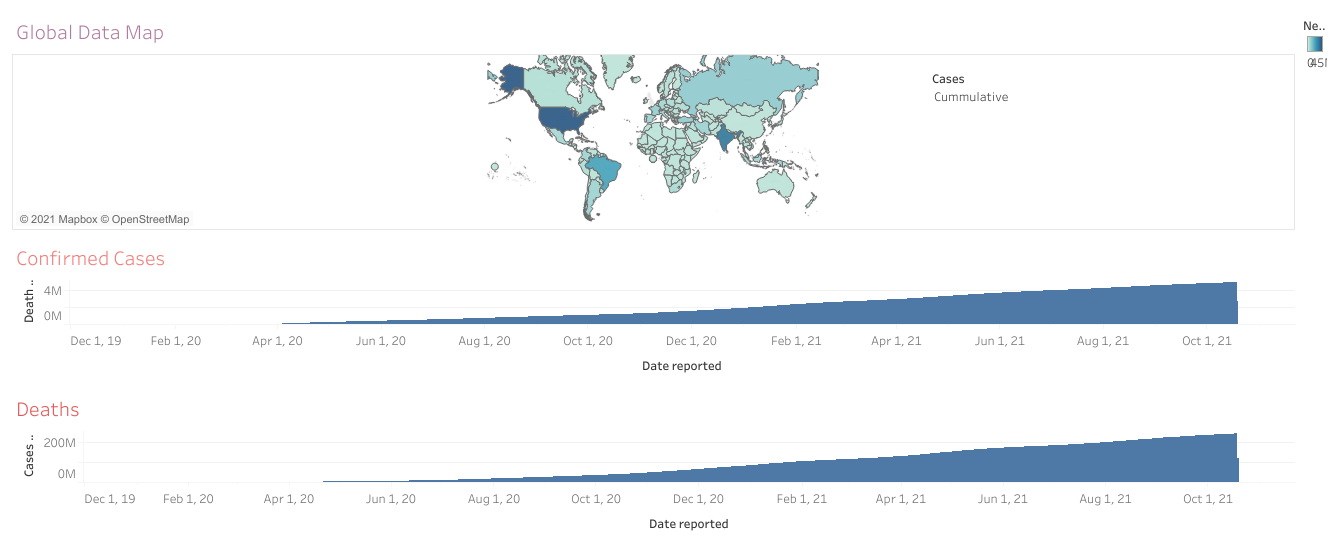 Global Data Map
Ne..
Cases
Cummulative
© 2021 Mapbox © OpenStreetMap
Confirmed Cases
Death ..
4M
0M
Dec 1, 19 Feb 1, 20 Apr 1, 20 Jun 1, 20 Aug 1, 20 Oct 1, 20 Dec 1, 20 Feb 1, 21 Apr 1, 21 Jun 1, 21 Aug 1, 21 Oct 1, 21
Date reported
Deaths
Cases ..
200M
0M
Dec 1, 19 Feb 1, 20 Apr 1, 20 Jun 1, 20 Aug 1, 20 Oct 1, 20 Dec 1, 20 Feb 1, 21 Apr 1, 21 Jun 1, 21 Aug 1, 21 Oct 1, 21
Date reported